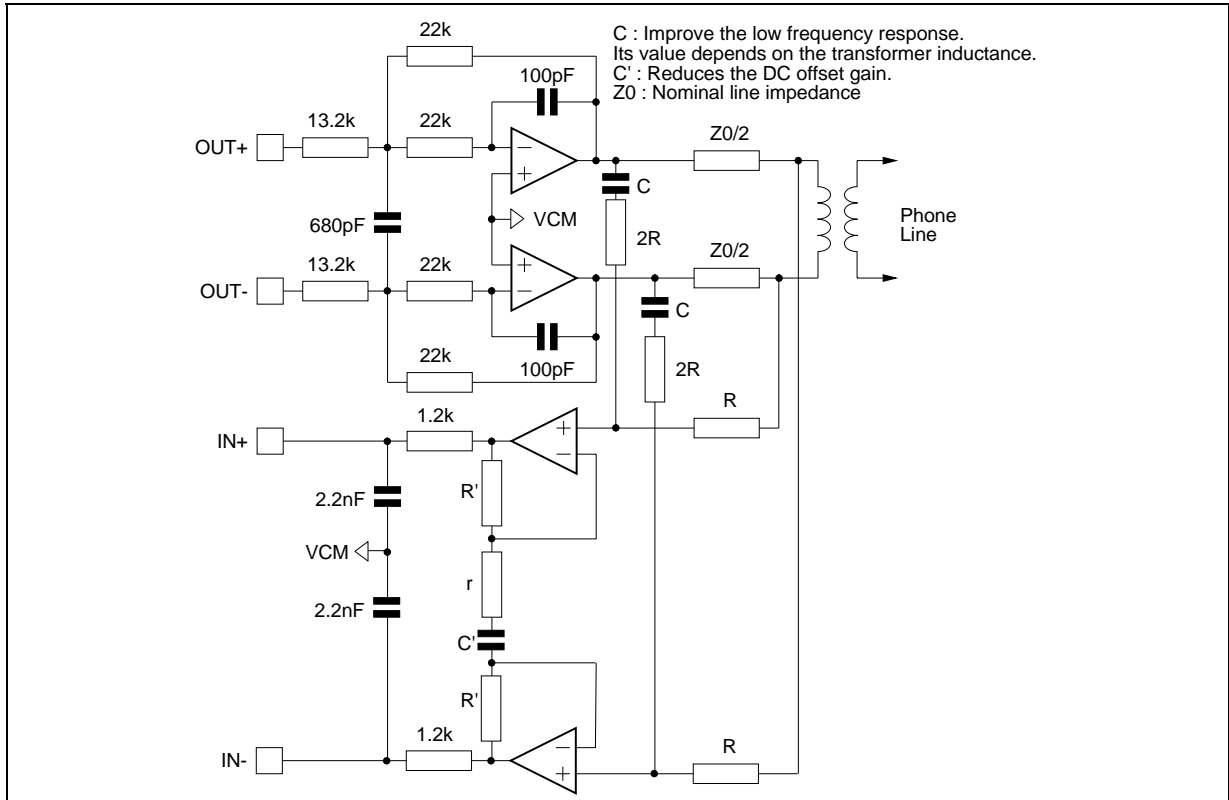 C : Improve the low frequency response.
Its value depends on the transformer inductance.
C' : Reduces the DC offset gain.
Z0 : Nominal line impedance
22k
100pF
13.2k
22k
Z0/2
OUT+
−
+
C
VCM
Phone
Line
680pF
2R
Z0/2
13.2k
22k
+
−
OUT-
C
22k
100pF
2R
R
1.2k
IN+
+
−
R'
2.2nF
VCM
r
2.2nF
C'
R'
1.2k
−
+
R
IN-